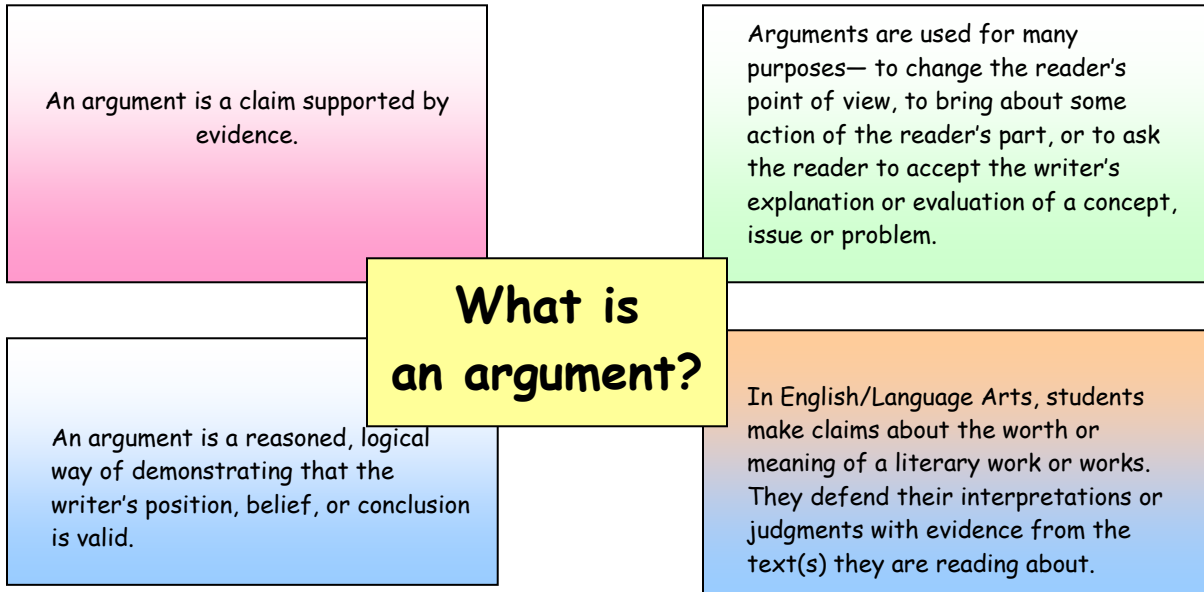 An argument is a claim supported by
evidence.
Arguments are used for many
purposes— to change the reader’s
point of view, to bring about some
action of the reader’s part, or to ask
the reader to accept the writer’s
explanation or evaluation of a concept,
issue or problem.
What is
an argument?
An argument is a reasoned, logical
way of demonstrating that the
writer’s position, belief, or conclusion
is valid.
In English/Language Arts, students
make claims about the worth or
meaning of a literary work or works.
They defend their interpretations or
judgments with evidence from the
text(s) they are reading about.